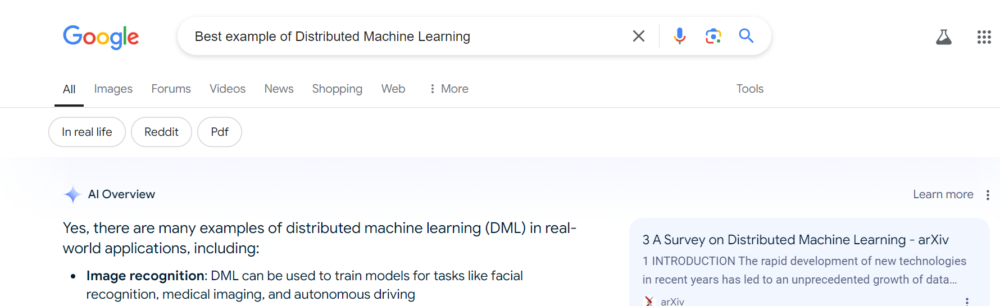 Google
Best example of Distributed Machine Learning
All Images Forums Videos News Shopping Web More Tools
In real life Reddit Pdf
AI Overview
Learn more
Yes, there are many examples of distributed machine learning (DML) in real-
world applications, including:
• Image recognition: DML can be used to train models for tasks like facial
recognition, medical imaging, and autonomous driving
3 A Survey on Distributed Machine Learning - arXiv
1 INTRODUCTION The rapid development of new technologies
in recent years has led to an unprecedented growth of data...
arXiv